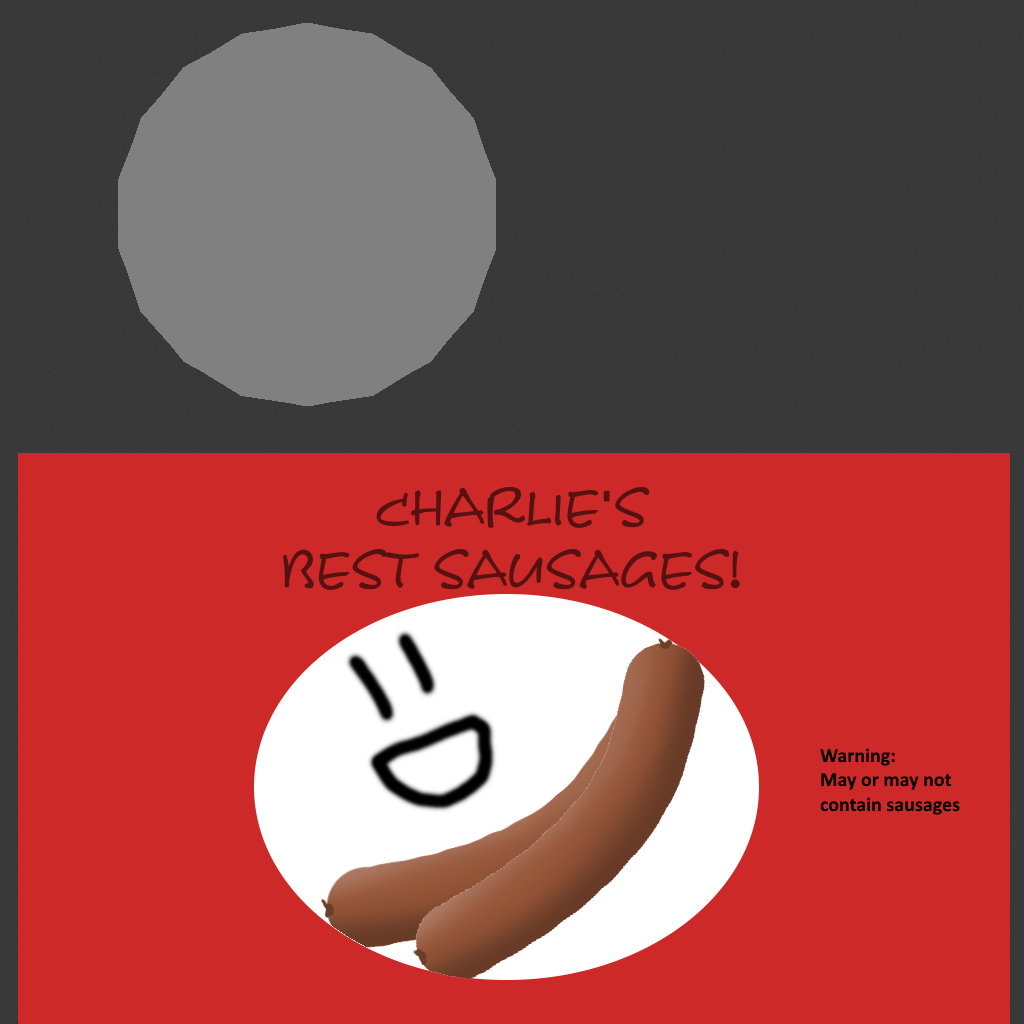 CHARLIE'S
BEST SAUSAGES!
Warning:
May or may not
contain sausages